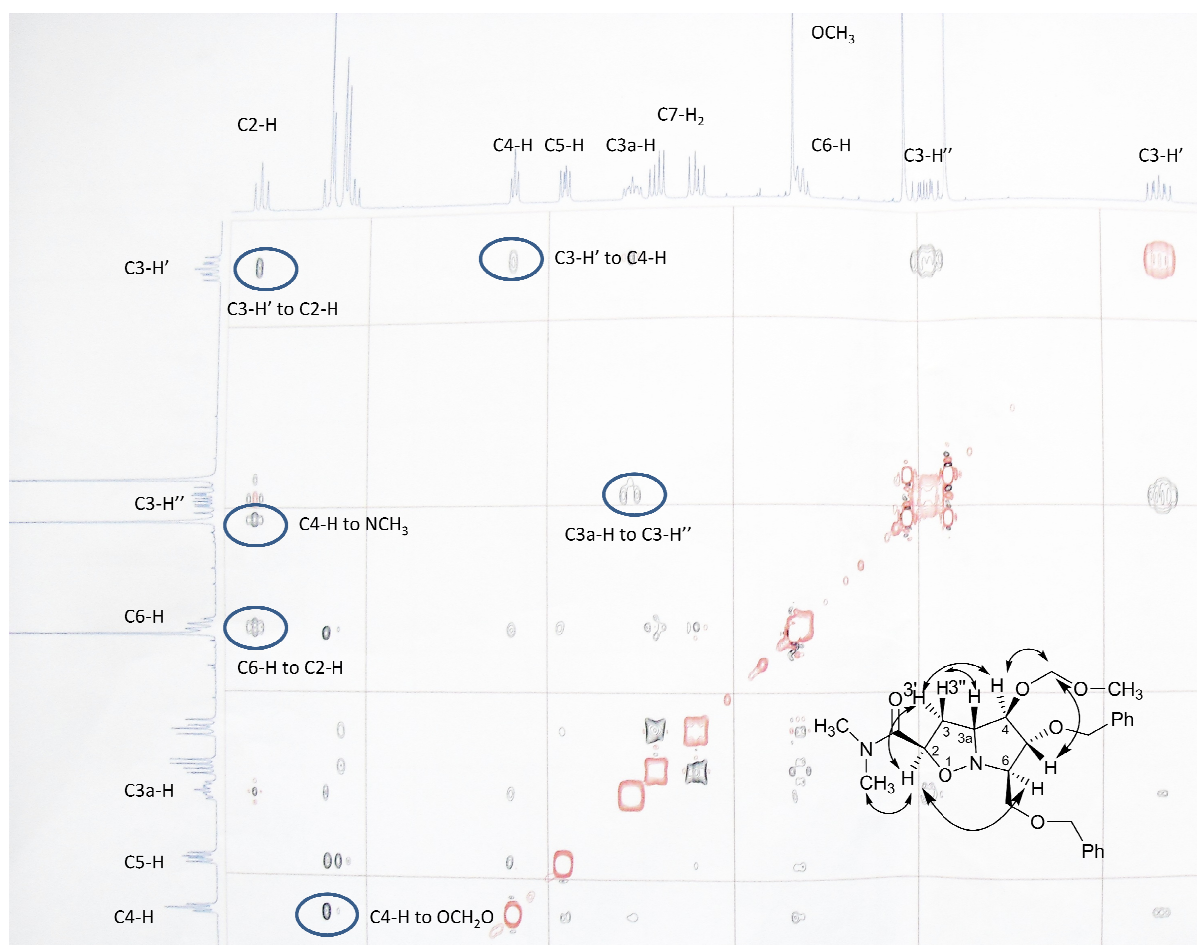 OCH₃
C7-H₂
C2-H
C4-H
C5-H
C3a-H
C6-H
C3-H′′
C3-H′
C3-H′
C3-H′ to C4-H
C3-H′ to C2-H
C3-H′′
C4-H to NCH₃
C3a-H to C3-H′′
C6-H
C6-H to C2-H
O
3′H
H3′′
H
H
O
O
CH₃
H₃C
N
3
3a
4
O
Ph
2
1
6
H
H
O
N
H
CH₃
O
Ph
C3a-H
C5-H
C4-H
C4-H to OCH₂O